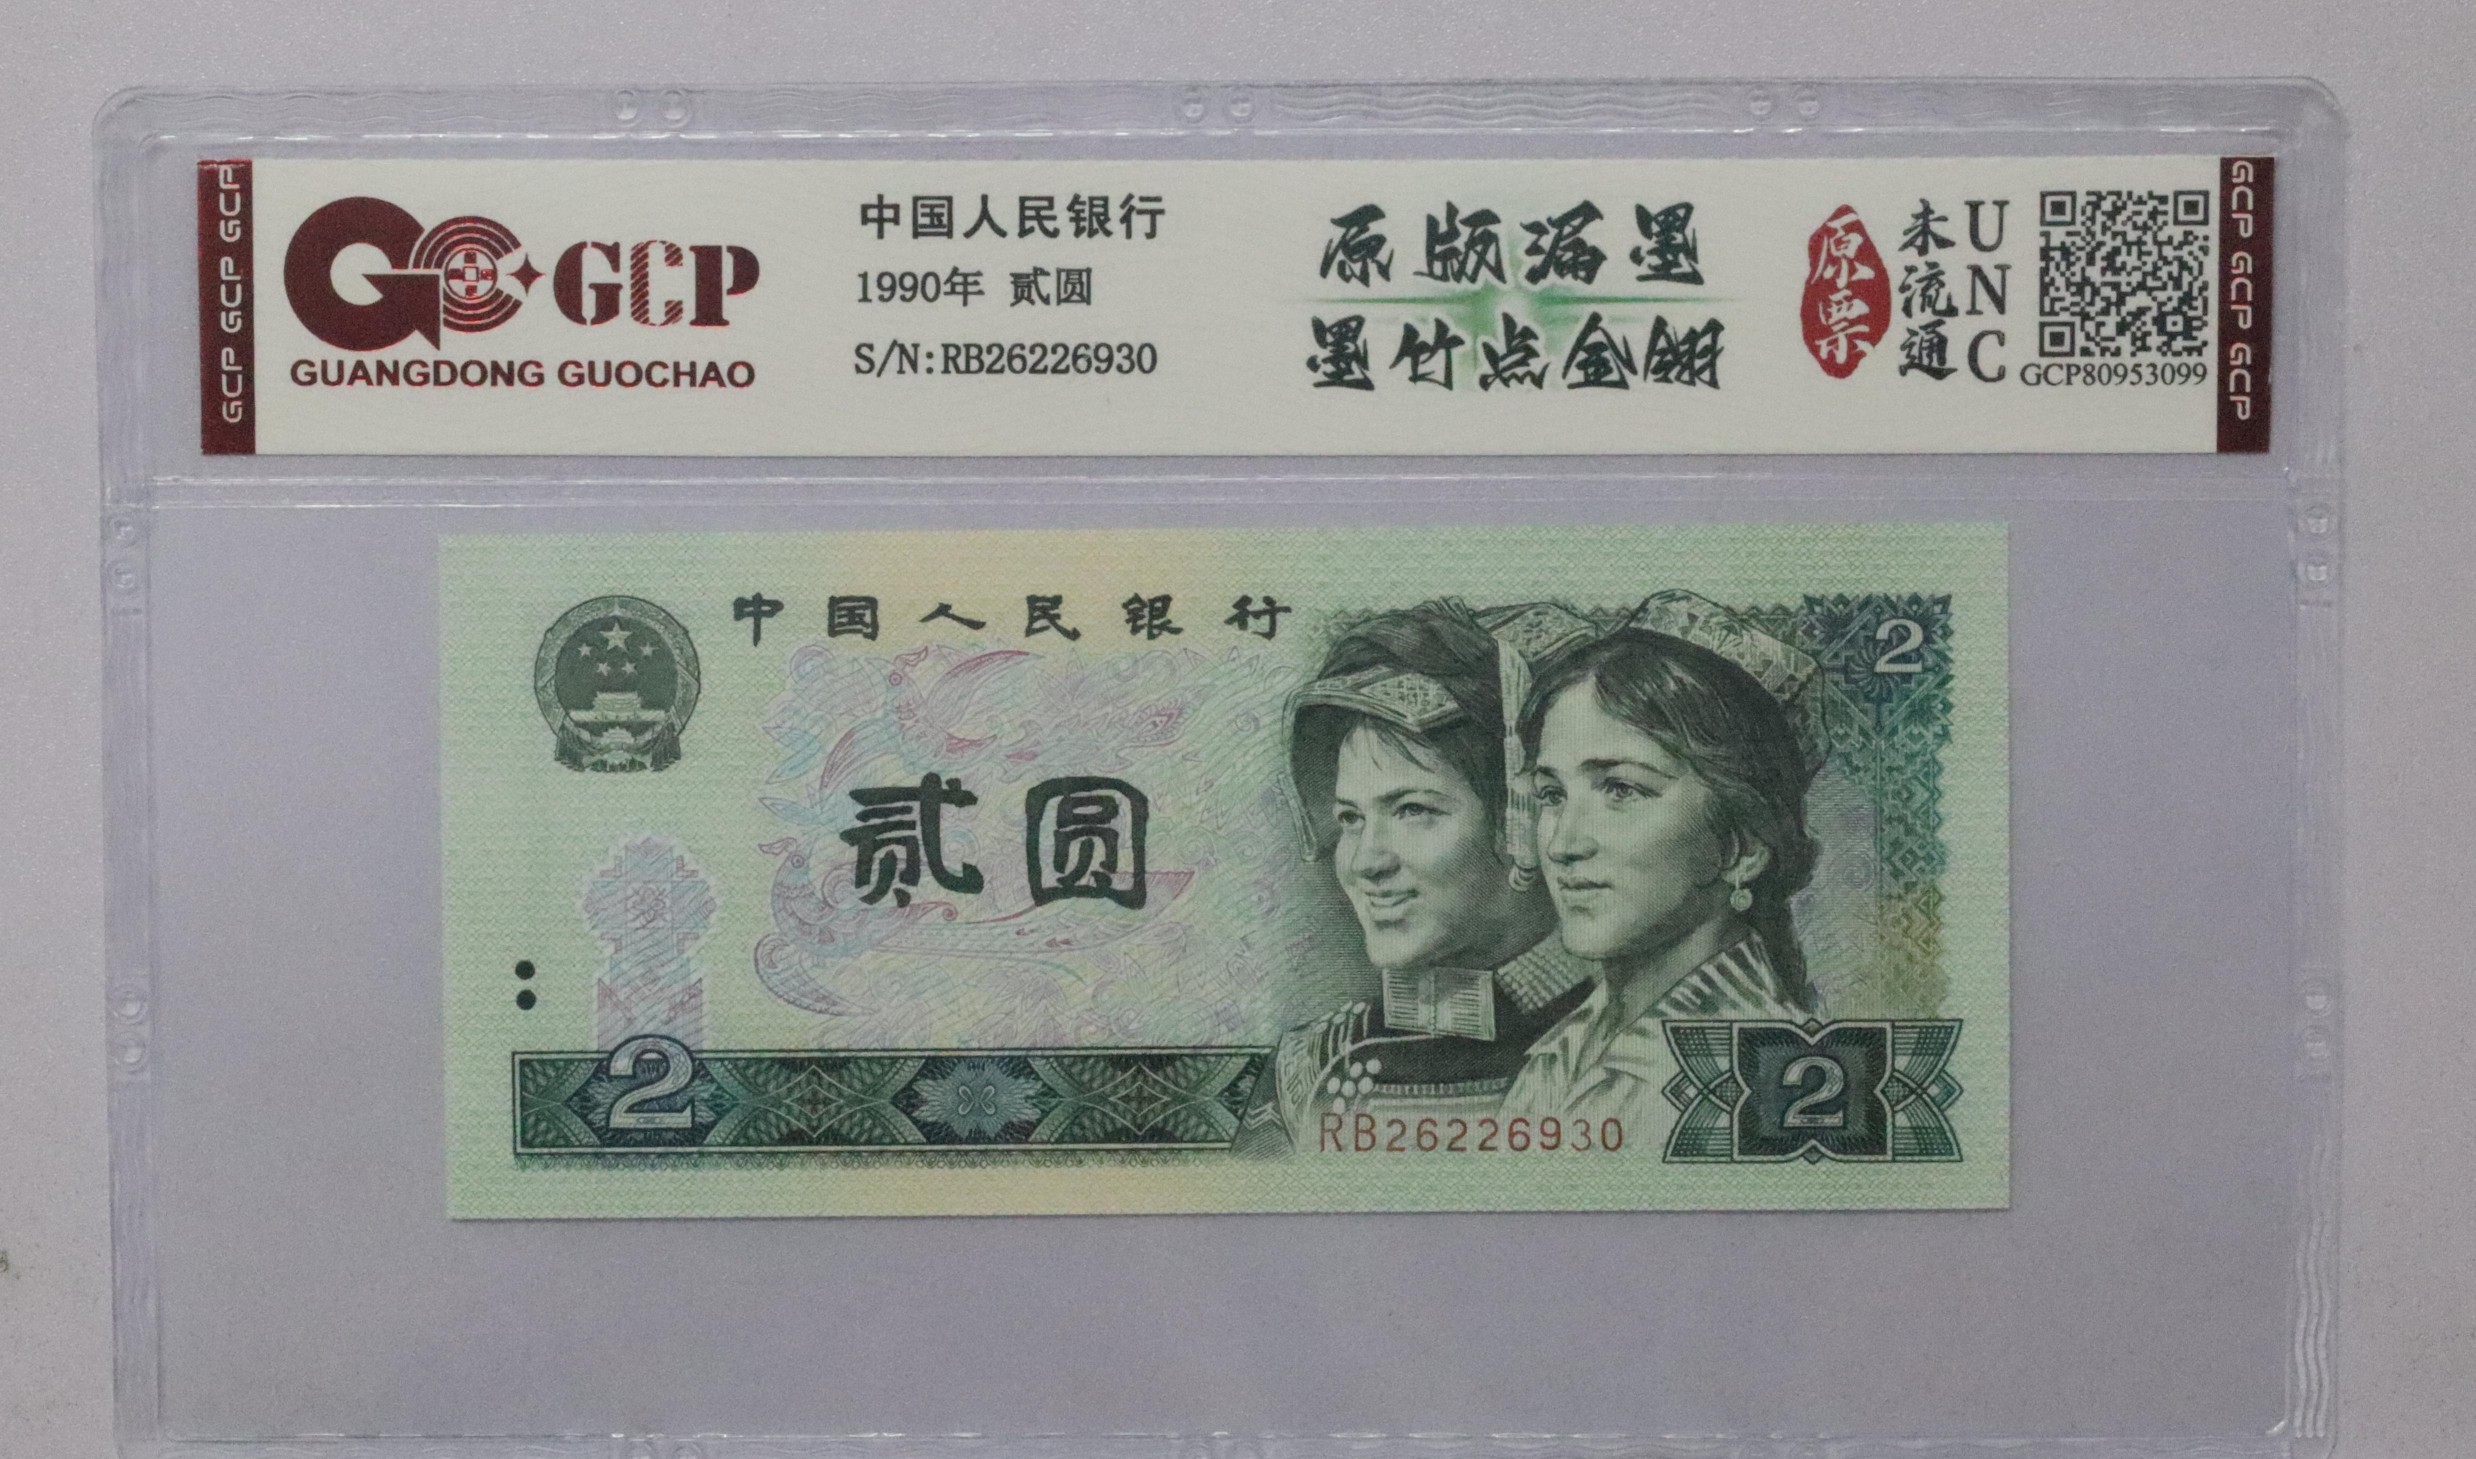 GCP GCP GCP
GCP
GUANGDONG GUOCHAO
中国人民银行
1990年 贰圆
S/N:RB26226930
原版漏墨
墨竹点金翎
原票
未流通
UNC
GCP80953099
GCP GCP GCP
中国人民银行
2
贰圆
2
RB26226930
2